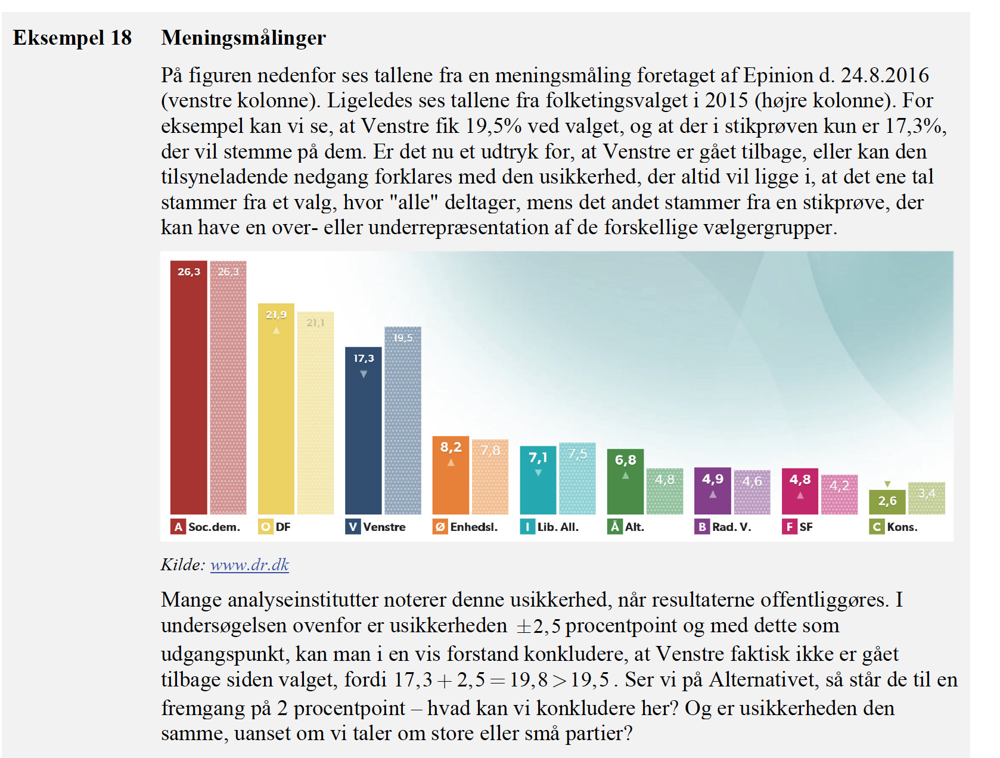 Eksempel 18 Meningsmålinger
På figuren nedenfor ses tallene fra en meningsmåling foretaget af Epinion d. 24.8.2016
(venstre kolonne). Ligeledes ses tallene fra folketingsvalget i 2015 (højre kolonne). For
eksempel kan vi se, at Venstre fik 19,5% ved valget, og at der i stikprøven kun er 17,3%,
der vil stemme på dem. Er det nu et udtryk for, at Venstre er gået tilbage, eller kan den
tilsyneladende nedgang forklares med den usikkerhed, der altid vil ligge i, at det ene tal
stammer fra et valg, hvor "alle" deltager, mens det andet stammer fra en stikprøve, der
kan have en over- eller underrepræsentation af de forskellige vælgergrupper.
26,3 26,3
21,9 21,1
17,3 19,5
8,2 7,8
7,1 7,5
6,8 4,8
4,9 4,6
4,8 4,2
2,6 3,4
A Soc.dem. O DF V Venstre Ø Enhedsl. I Lib. All. Å Alt. B Rad. V. F SF C Kons.
Kilde: www.dr.dk
Mange analyseinstitutter noterer denne usikkerhed, når resultaterne offentliggøres. I
undersøgelsen ovenfor er usikkerheden ±2,5 procentpoint og med dette som
udgangspunkt, kan man i en vis forstand konkludere, at Venstre faktisk ikke er gået
tilbage siden valget, fordi 17,3 + 2,5 = 19,8 > 19,5. Ser vi på Alternativet, så står de til en
fremgang på 2 procentpoint – hvad kan vi konkludere her? Og er usikkerheden den
samme, uanset om vi taler om store eller små partier?